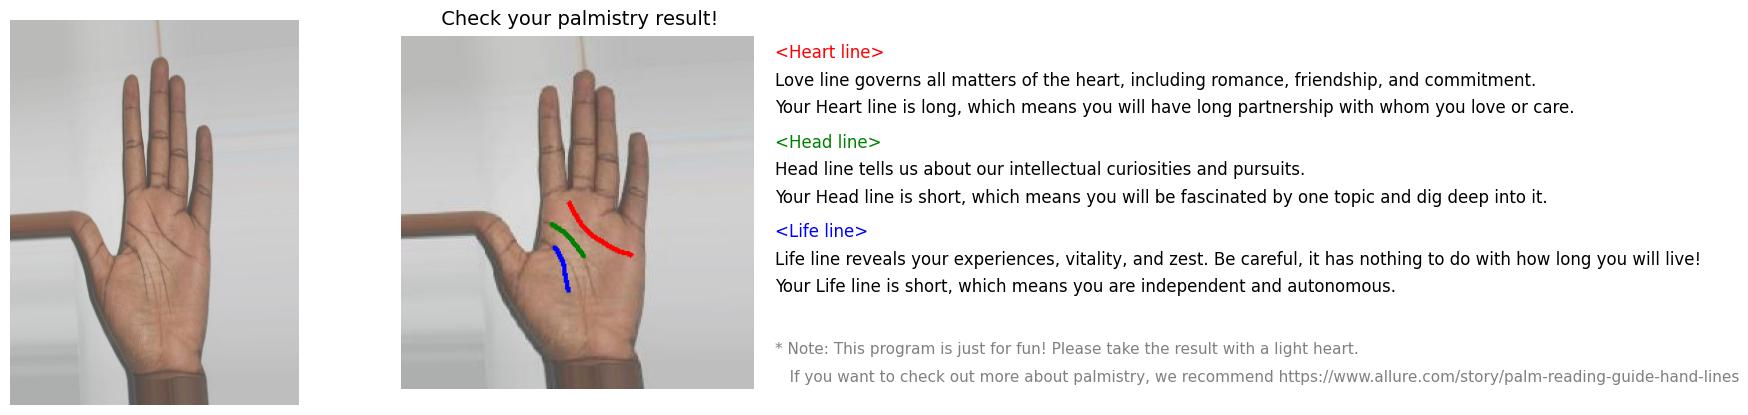 Check your palmistry result!
<Heart line>
Love line governs all matters of the heart, including romance, friendship, and commitment.
Your Heart line is long, which means you will have long partnership with whom you love or care.
<Head line>
Head line tells us about our intellectual curiosities and pursuits.
Your Head line is short, which means you will be fascinated by one topic and dig deep into it.
<Life line>
Life line reveals your experiences, vitality, and zest. Be careful, it has nothing to do with how long you will live!
Your Life line is short, which means you are independent and autonomous.
* Note: This program is just for fun! Please take the result with a light heart.
If you want to check out more about palmistry, we recommend https://www.allure.com/story/palm-reading-guide-hand-lines